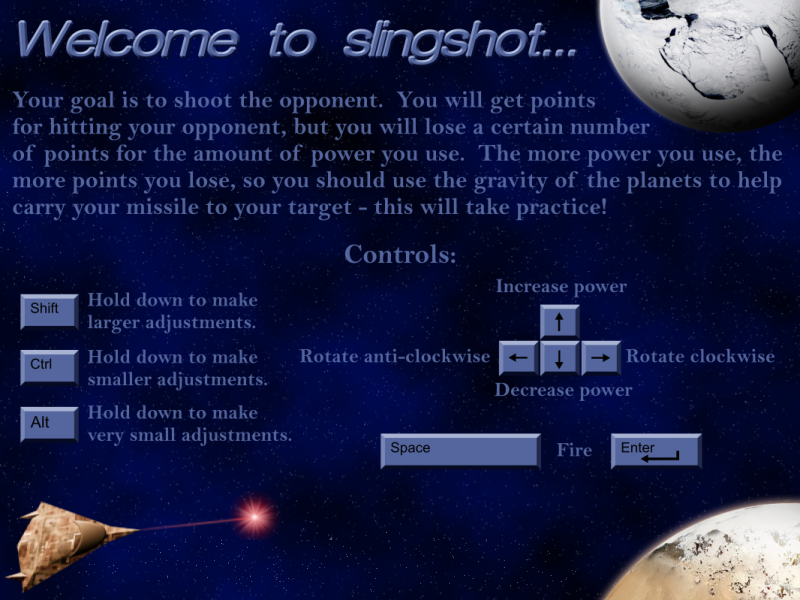 Welcome to slingshot...
Your goal is to shoot the opponent. You will get points
for hitting your opponent, but you will lose a certain number
of points for the amount of power you use. The more power you use, the
more points you lose, so you should use the gravity of the planets to help
carry your missile to your target - this will take practice!
Controls:
Shift
Hold down to make
larger adjustments.
Ctrl
Hold down to make
smaller adjustments.
Alt
Hold down to make
very small adjustments.
Increase power
Rotate anti-clockwise
Rotate clockwise
Decrease power
Space
Fire
Enter